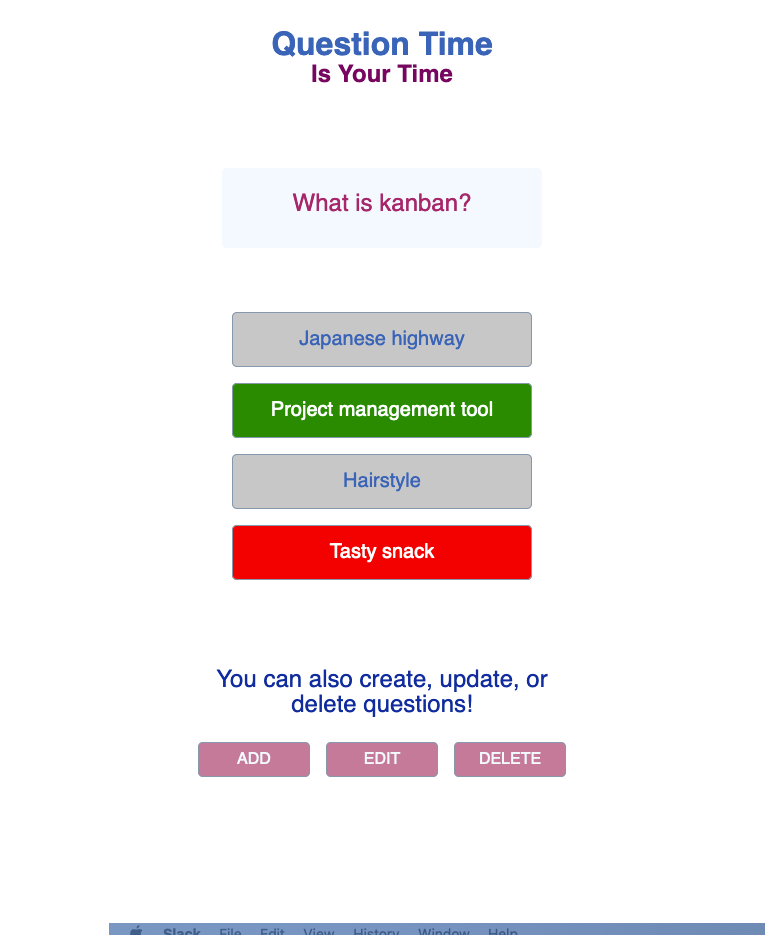 Question Time
Is Your Time
What is kanban?
Japanese highway
Project management tool
Hairstyle
Tasty snack
You can also create, update, or
delete questions!
ADD EDIT DELETE
Slack File Edit View History Window Help